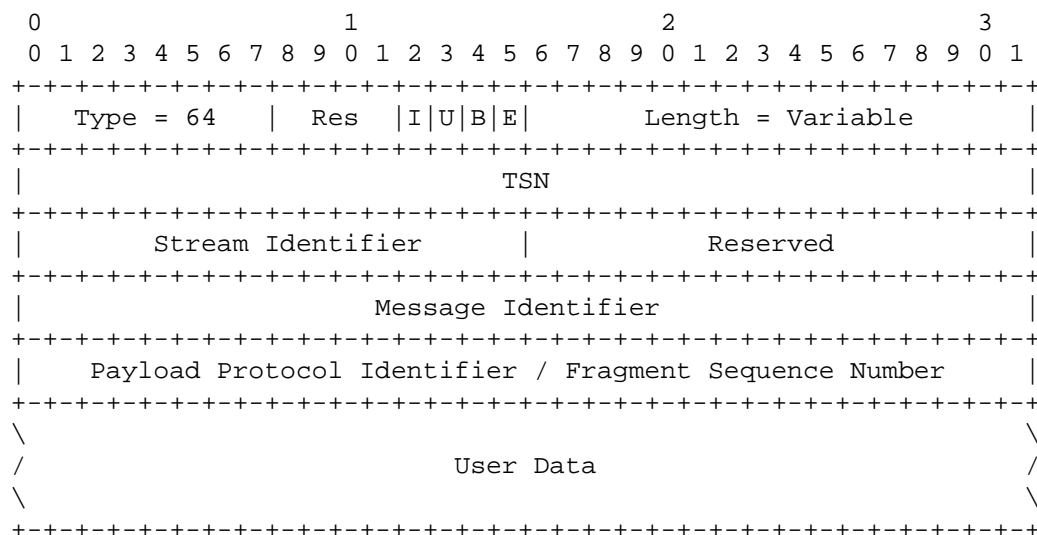 0                   1                   2                   3
 0 1 2 3 4 5 6 7 8 9 0 1 2 3 4 5 6 7 8 9 0 1 2 3 4 5 6 7 8 9 0 1
+-+-+-+-+-+-+-+-+-+-+-+-+-+-+-+-+-+-+-+-+-+-+-+-+-+-+-+-+-+-+-+-+
|   Type = 64   |  Res  |I|U|B|E|       Length = Variable       |
+-+-+-+-+-+-+-+-+-+-+-+-+-+-+-+-+-+-+-+-+-+-+-+-+-+-+-+-+-+-+-+-+
|                              TSN                              |
+-+-+-+-+-+-+-+-+-+-+-+-+-+-+-+-+-+-+-+-+-+-+-+-+-+-+-+-+-+-+-+-+
|        Stream Identifier      |           Reserved            |
+-+-+-+-+-+-+-+-+-+-+-+-+-+-+-+-+-+-+-+-+-+-+-+-+-+-+-+-+-+-+-+-+
|                      Message Identifier                       |
+-+-+-+-+-+-+-+-+-+-+-+-+-+-+-+-+-+-+-+-+-+-+-+-+-+-+-+-+-+-+-+-+
|    Payload Protocol Identifier / Fragment Sequence Number     |
+-+-+-+-+-+-+-+-+-+-+-+-+-+-+-+-+-+-+-+-+-+-+-+-+-+-+-+-+-+-+-+-+
\                                                               \
/                           User Data                           /
\                                                               \
+-+-+-+-+-+-+-+-+-+-+-+-+-+-+-+-+-+-+-+-+-+-+-+-+-+-+-+-+-+-+-+-+